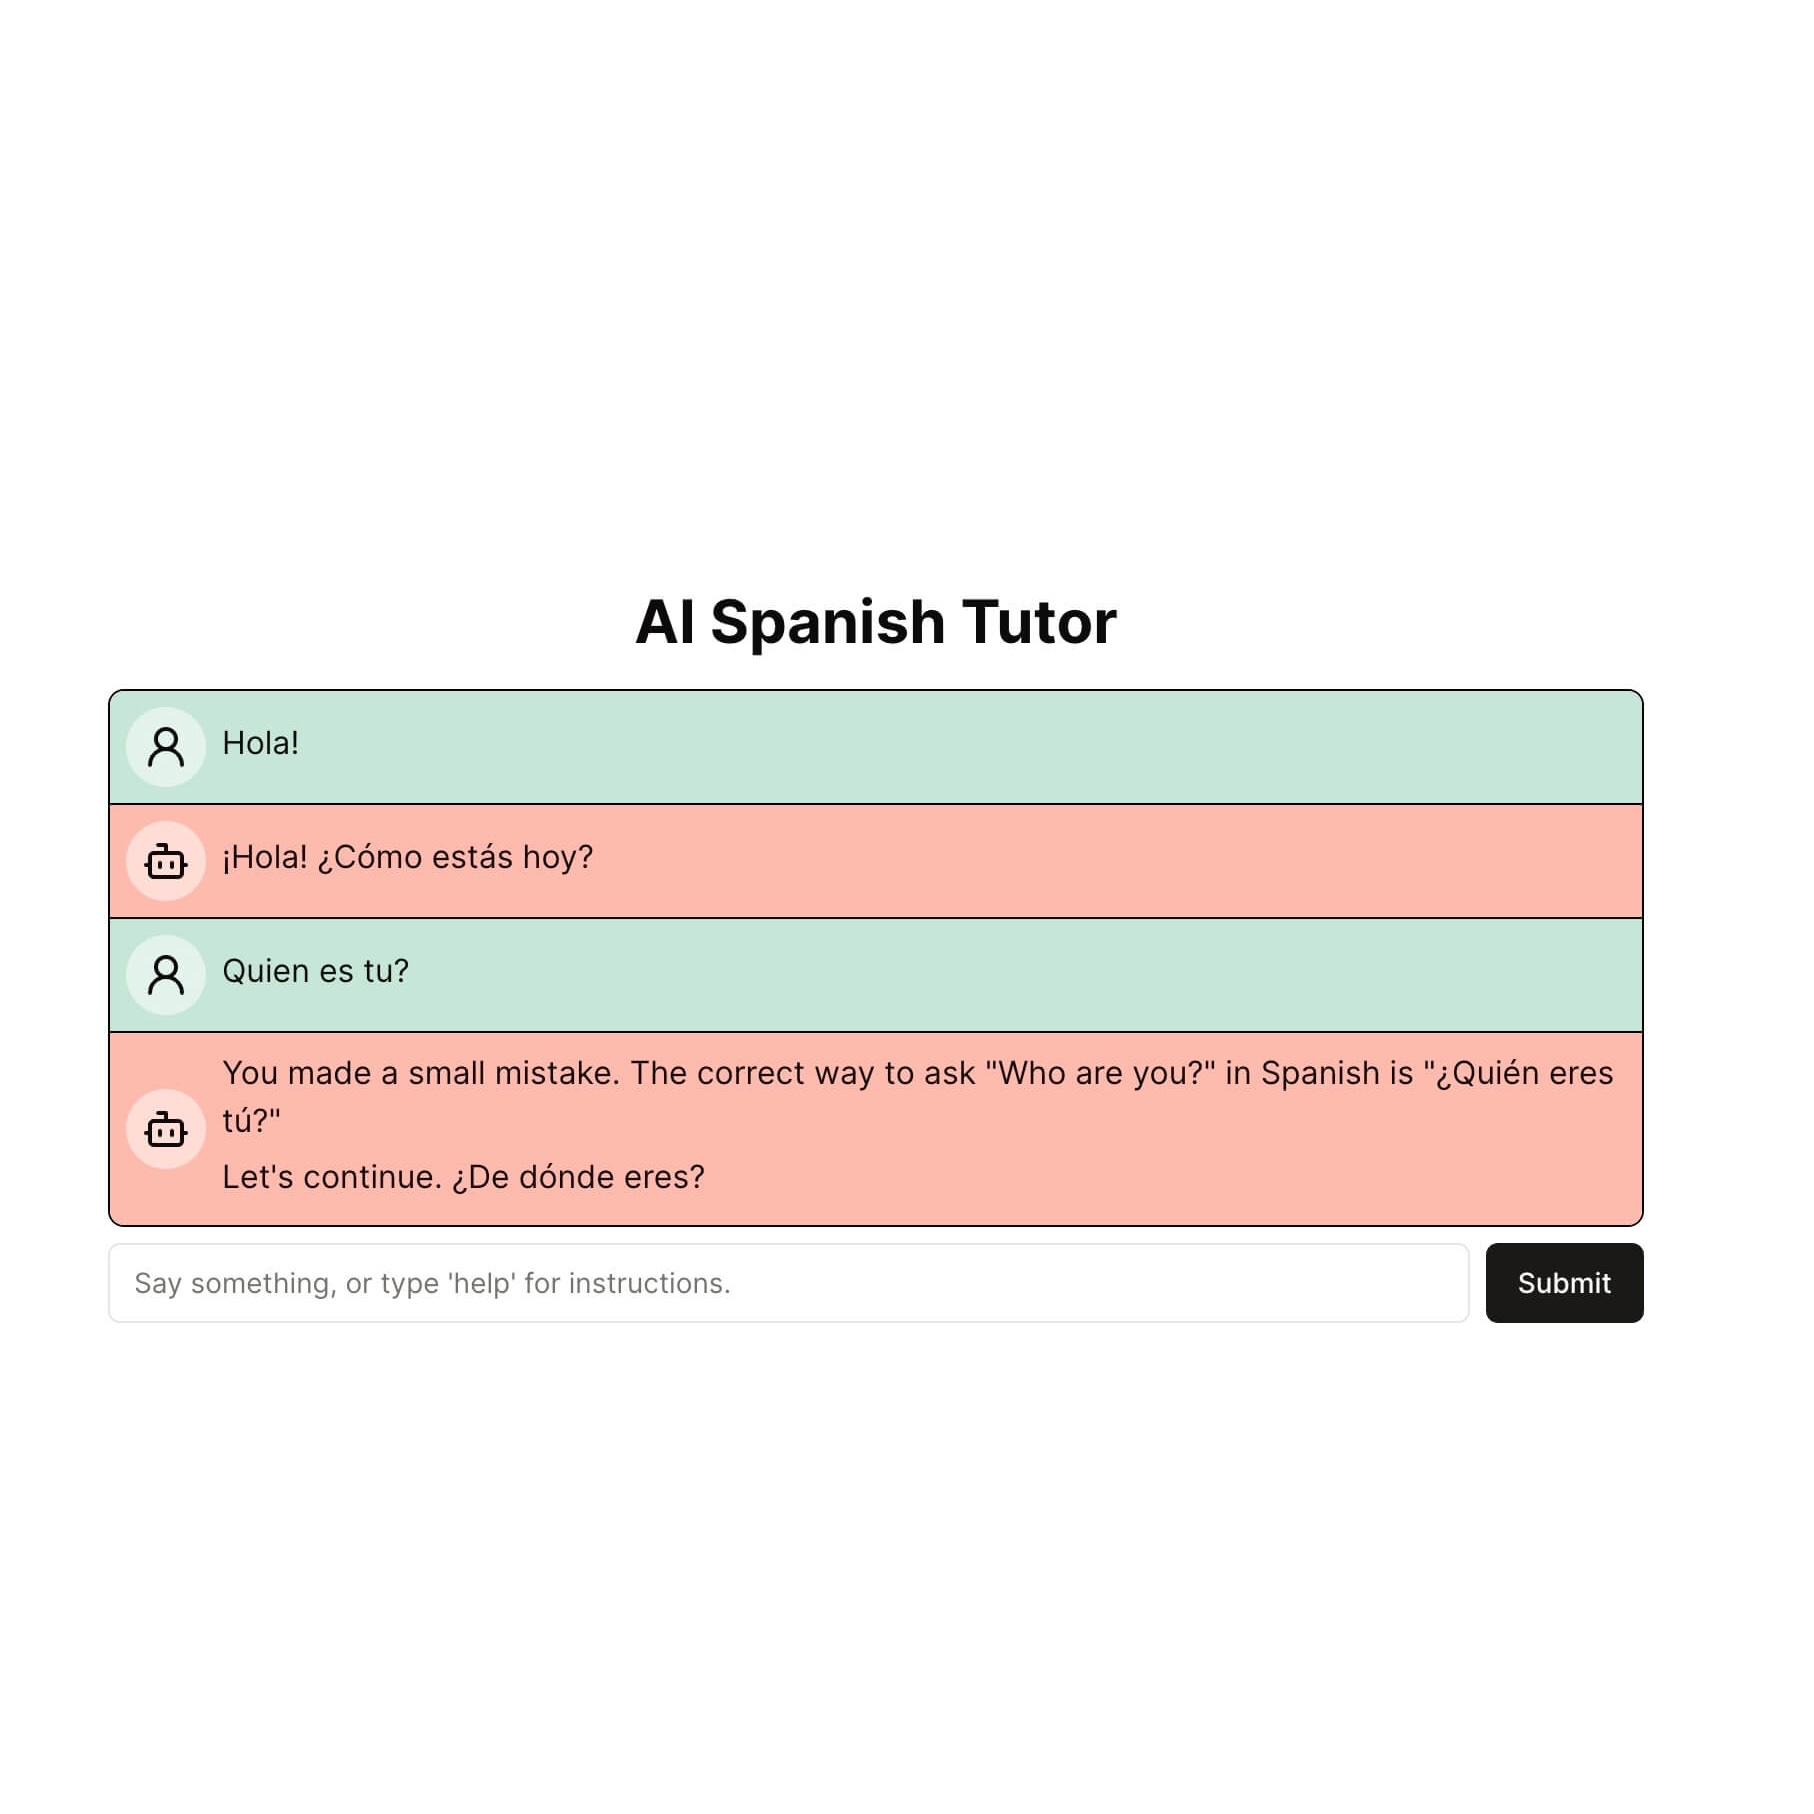 AI Spanish Tutor
Hola!
¡Hola! ¿Cómo estás hoy?
Quien es tu?
You made a small mistake. The correct way to ask "Who are you?" in Spanish is "¿Quién eres
tú?"
Let's continue. ¿De dónde eres?
Say something, or type 'help' for instructions.
Submit